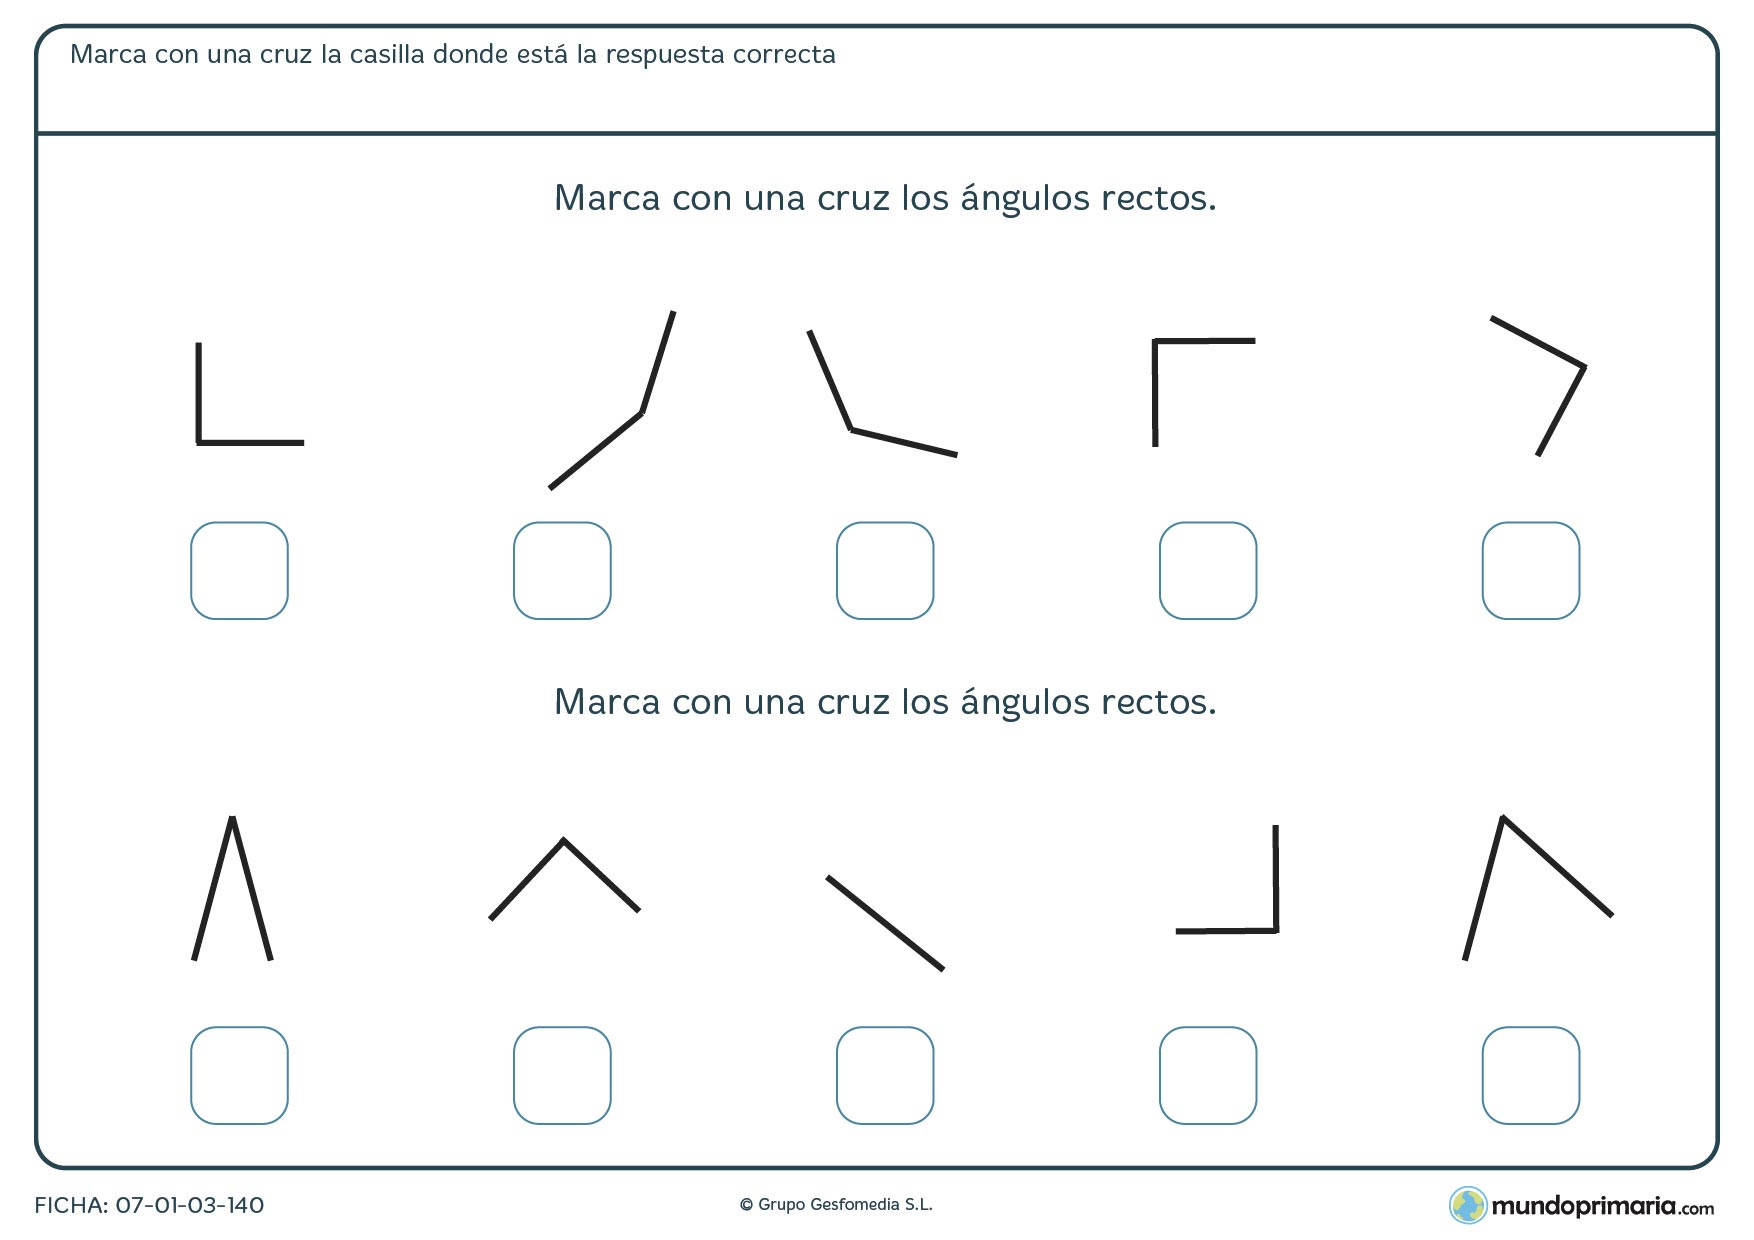 Marca con una cruz la casilla donde está la respuesta correcta
Marca con una cruz los ángulos rectos.
Marca con una cruz los ángulos rectos.
FICHA: 07-01-03-140
© Grupo Gesfomedia S.L.
mundoprimaria.com